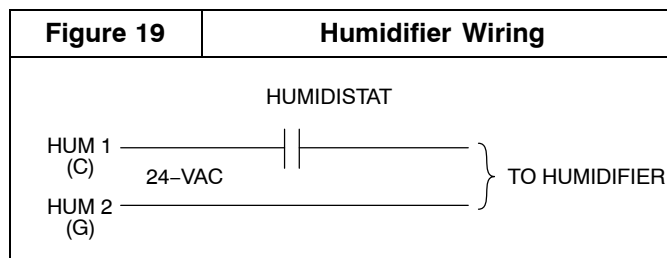 Figure 19
Humidifier Wiring
HUMIDISTAT
HUM 1
(C)
24−VAC
TO HUMIDIFIER
HUM 2
(G)